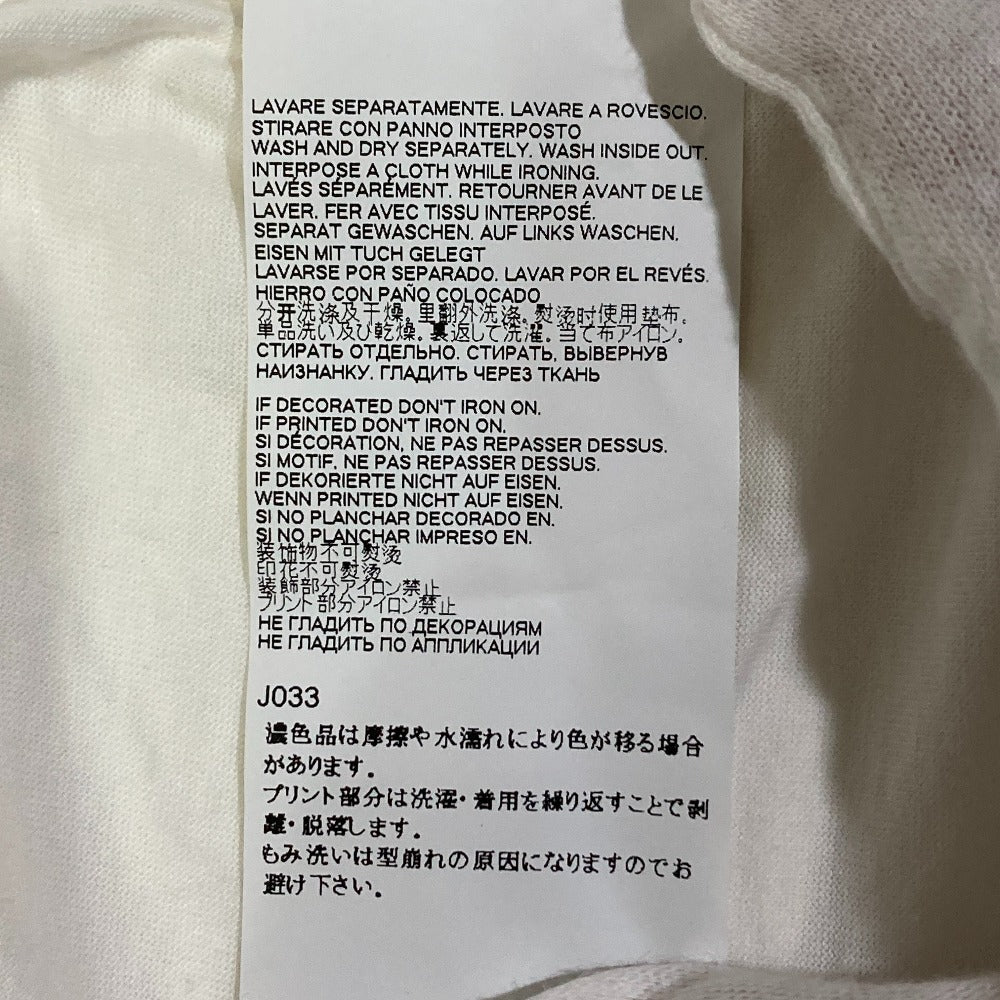 LAVARE SEPARATAMENTE. LAVARE A ROVESCIO.
STIRARE CON PANNO INTERPOSTO
WASH AND DRY SEPARATELY. WASH INSIDE OUT.
INTERPOSE A CLOTH WHILE IRONING.
LAVÉS SÉPARÉMENT. RETOURNER AVANT DE LE
LAVER. FER AVEC TISSU INTERPOSÉ.
SEPARAT GEWASCHEN. AUF LINKS WASCHEN.
EISEN MIT TUCH GELEGT
LAVARSE POR SEPARADO. LAVAR POR EL REVÉS.
HIERRO CON PAÑO COLOCADO
分开洗涤及干燥。里翻外洗涤。熨烫时使用垫布。
単品洗い及び乾燥。裏返して洗濯。当て布アイロン。
СТИРАТЬ ОТДЕЛЬНО. СТИРАТЬ, ВЫВЕРНУВ
НАИЗНАНКУ. ГЛАДИТЬ ЧЕРЕЗ ТКАНЬ
IF DECORATED DON'T IRON ON.
IF PRINTED DON'T IRON ON.
SI DÉCORATION, NE PAS REPASSER DESSUS.
SI MOTIF, NE PAS REPASSER DESSUS.
IF DEKORIERTE NICHT AUF EISEN.
WENN PRINTED NICHT AUF EISEN.
SI NO PLANCHAR DECORADO EN.
SI NO PLANCHAR IMPRESO EN.
装饰物不可熨烫
印花不可熨烫
装飾部分アイロン禁止
プリント部分アイロン禁止
НЕ ГЛАДИТЬ ПО ДЕКОРАЦИЯМ
НЕ ГЛАДИТЬ ПО АППЛИКАЦИИ
J033
濃色品は摩擦や水濡れにより色が移る場合
があります。
プリント部分は洗濯・着用を繰り返すことで剥
離・脱落します。
もみ洗いは型崩れの原因になりますのでお
避け下さい。